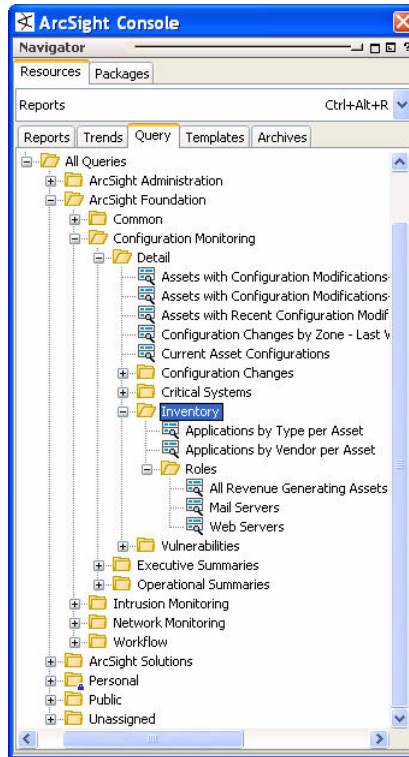 ArcSight Console
Navigator
Resources Packages
Reports Ctrl+Alt+R
Reports Trends Query Templates Archives
All Queries
ArcSight Administration
ArcSight Foundation
Common
Configuration Monitoring
Detail
Assets with Configuration Modifications-
Assets with Configuration Modifications-
Assets with Recent Configuration Modif
Configuration Changes by Zone - Last
Current Asset Configurations
Configuration Changes
Critical Systems
Inventory
Applications by Type per Asset
Applications by Vendor per Asset
Roles
All Revenue Generating Assets
Mail Servers
Web Servers
Vulnerabilities
Executive Summaries
Operational Summaries
Intrusion Monitoring
Network Monitoring
Workflow
ArcSight Solutions
Personal
Public
Unassigned